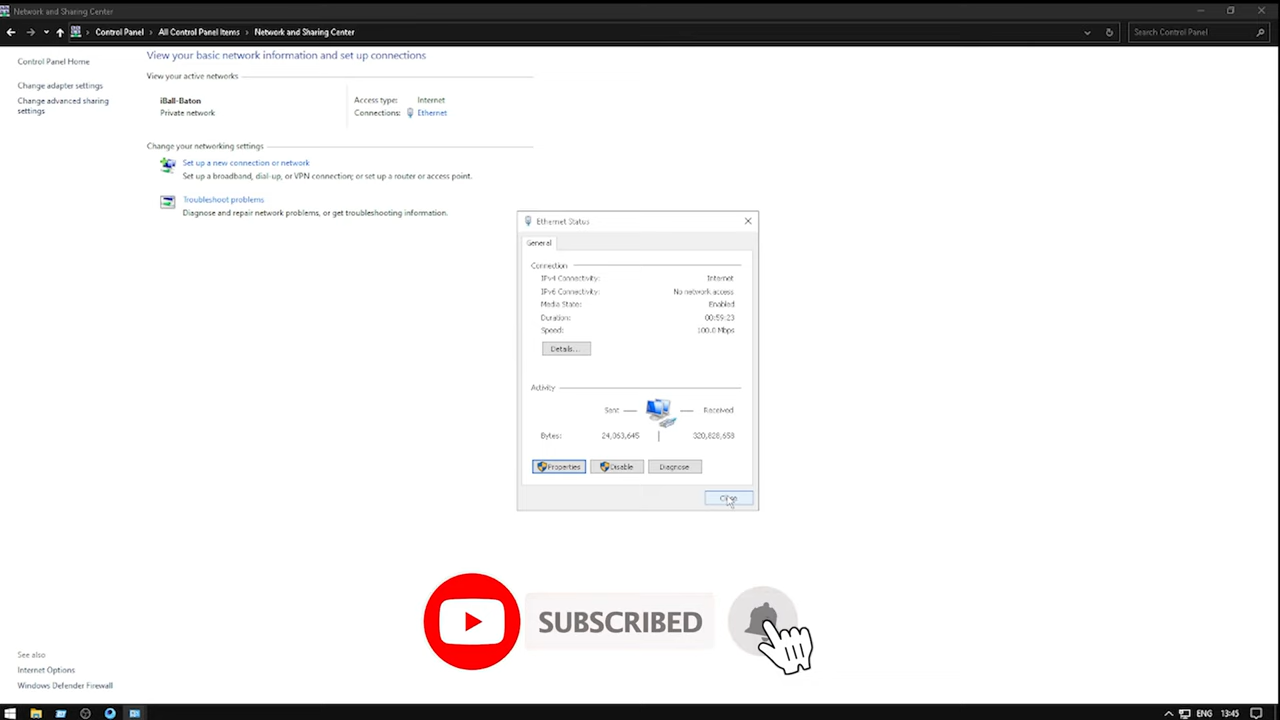 Network and Sharing Center
Control Panel > All Control Panel Items > Network and Sharing Center
Search Control Panel
Control Panel Home
Change adapter settings
Change advanced sharing
settings
View your basic network information and set up connections
View your active networks
iBall-Baton
Private network
Access type: Internet
Connections: Ethernet
Change your networking settings
Set up a new connection or network
Set up a broadband, dial-up, or VPN connection; or set up a router or access point.
Troubleshoot problems
Diagnose and repair network problems, or get troubleshooting information.
Ethernet Status
General
Connection
IPv4 Connectivity: Internet
IPv6 Connectivity: No network access
Media State: Enabled
Duration: 00:59:23
Speed: 100.0 Mbps
Details...
Activity
Sent — — Received
Bytes: 24,063,645 | 320,828,658
Properties Disable Diagnose
Close
SUBSCRIBED
See also
Internet Options
Windows Defender Firewall
ENG 13:45